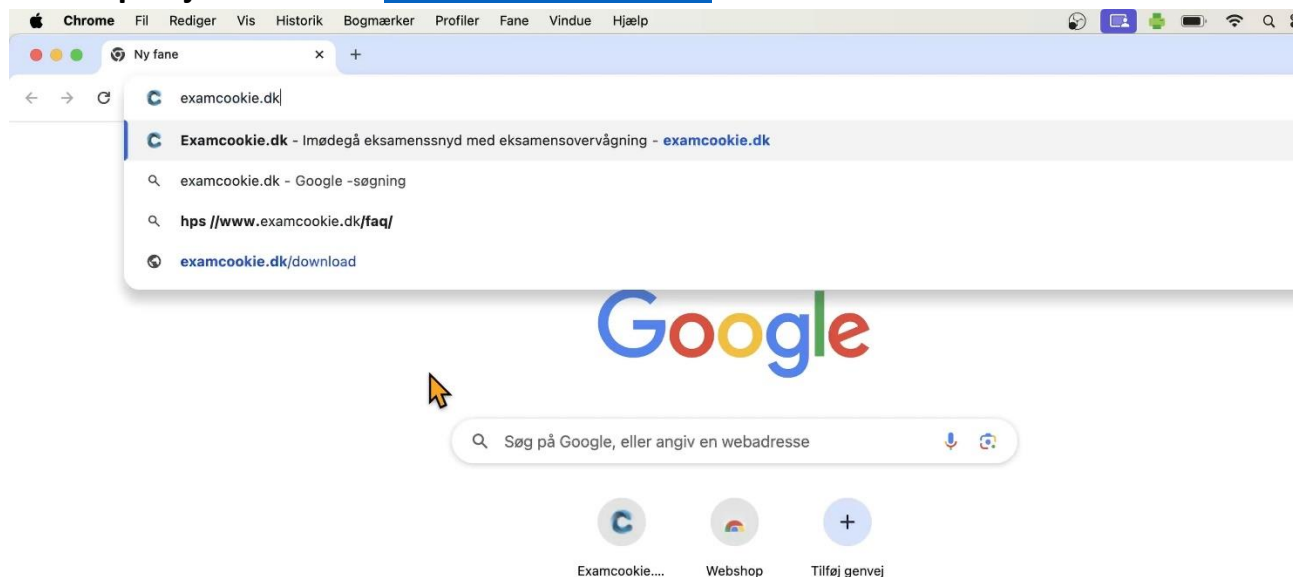 Chrome Fil Rediger Vis Historik Bogmærker Profiler Fane Vindue Hjælp
Ny fane
examcookie.dk
Examcookie.dk - Imødegå eksamenssnyd med eksamensovervågning - examcookie.dk
examcookie.dk - Google -søgning
hps //www.examcookie.dk/faq/
examcookie.dk/download
Google
Søg på Google, eller angiv en webadresse
Examcookie.... Webshop Tilføj genvej